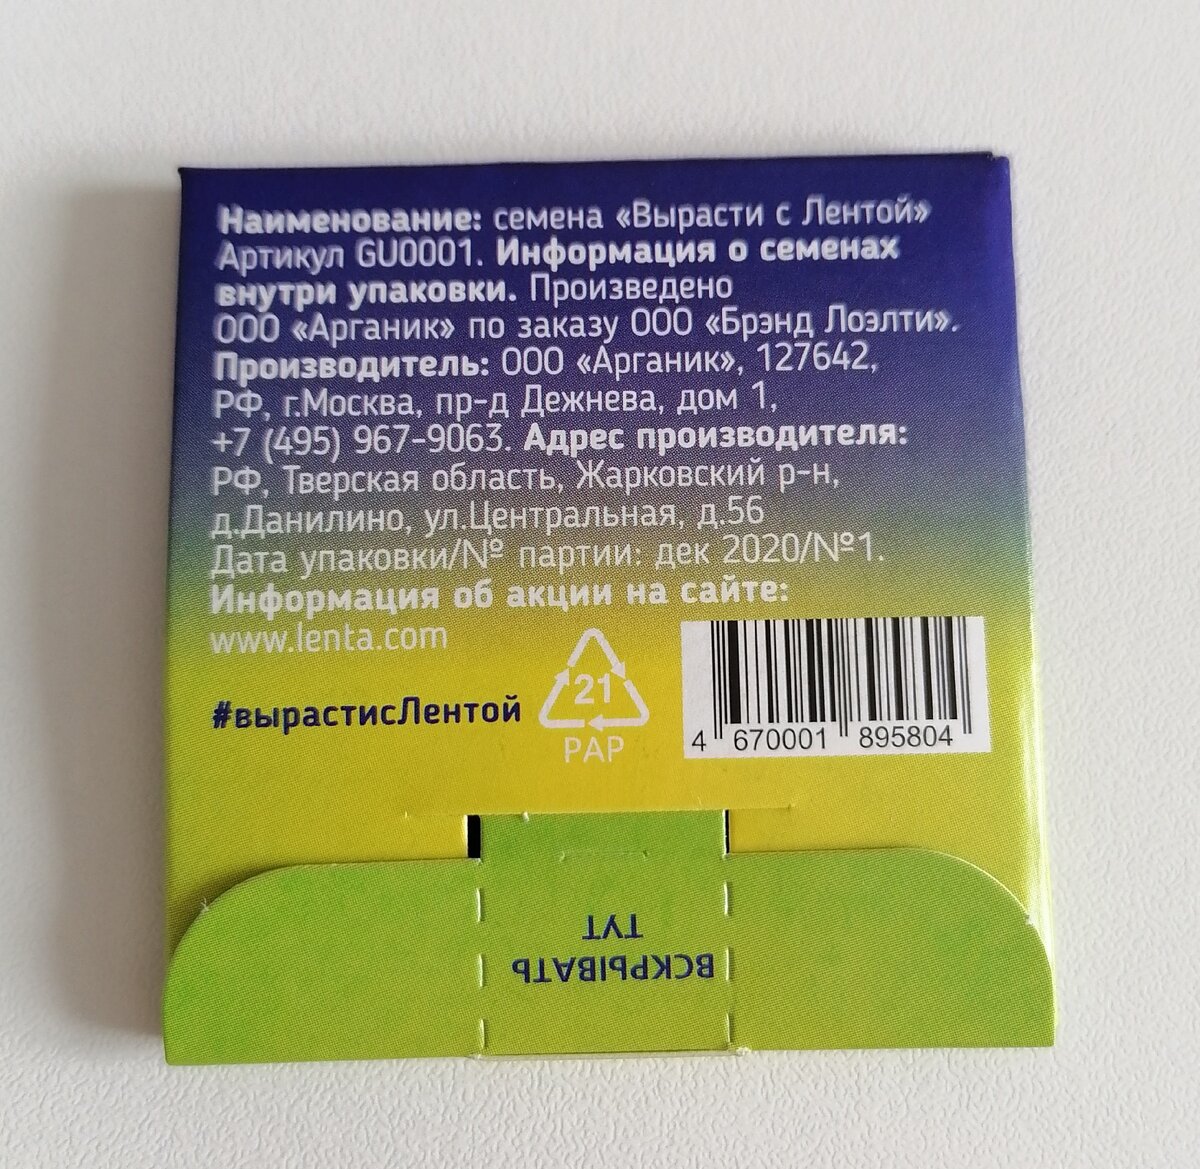 Наименование: семена «Вырасти с Лентой»
Артикул GU0001. Информация о семенах
внутри упаковки. Произведено
ООО «Арганик» по заказу ООО «Брэнд Лоэлти».
Производитель: ООО «Арганик», 127642,
РФ, г.Москва, пр-д Дежнева, дом 1,
+7 (495) 967-9063. Адрес производителя:
РФ, Тверская область, Жарковский р-н,
д.Данилино, ул.Центральная, д.56
Дата упаковки/№ партии: дек 2020/№1.
Информация об акции на сайте:
www.lenta.com
#вырастисЛентой
21
PAP
4 670001 895804
ВСКРЫВАТЬ
ТУТ